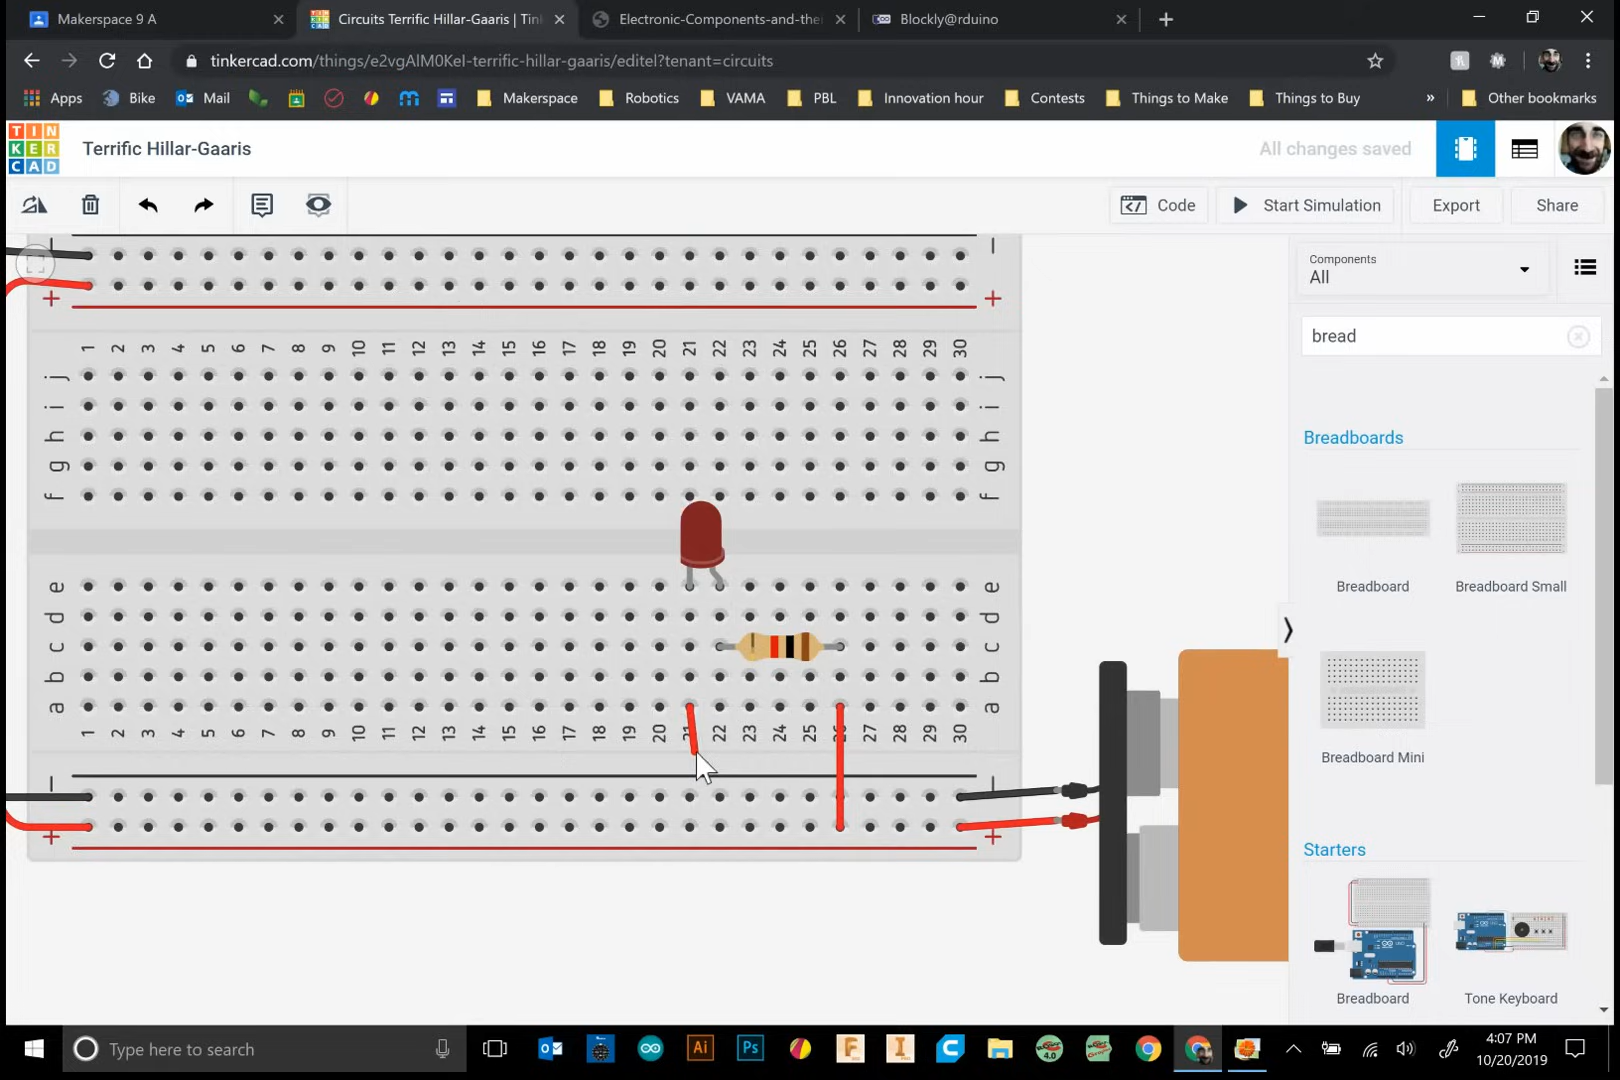 Makerspace 9 A
Circuits Terrific Hillar-Gaaris | Tin
Electronic-Components-and-the
Blockly@rduino
tinkercad.com/things/e2vgAlM0KeI-terrific-hillar-gaaris/editel?tenant=circuits
Apps Bike Mail Makerspace Robotics VAMA PBL Innovation hour Contests Things to Make Things to Buy » Other bookmarks
TIN
KER
CAD
Terrific Hillar-Gaaris
All changes saved
Code Start Simulation Export Share
Components
All
bread
Breadboards
Breadboard Breadboard Small
Breadboard Mini
Starters
Breadboard Tone Keyboard
− −
+ +
1 2 3 4 5 6 7 8 9 10 11 12 13 14 15 16 17 18 19 20 21 22 23 24 25 26 27 28 29 30
j j
i i
h h
g g
f f
e e
d d
c c
b b
a a
1 2 3 4 5 6 7 8 9 10 11 12 13 14 15 16 17 18 19 20 21 22 23 24 25 26 27 28 29 30
− −
+ +
Type here to search
Ai Ps F I C 4.0
4:07 PM
10/20/2019